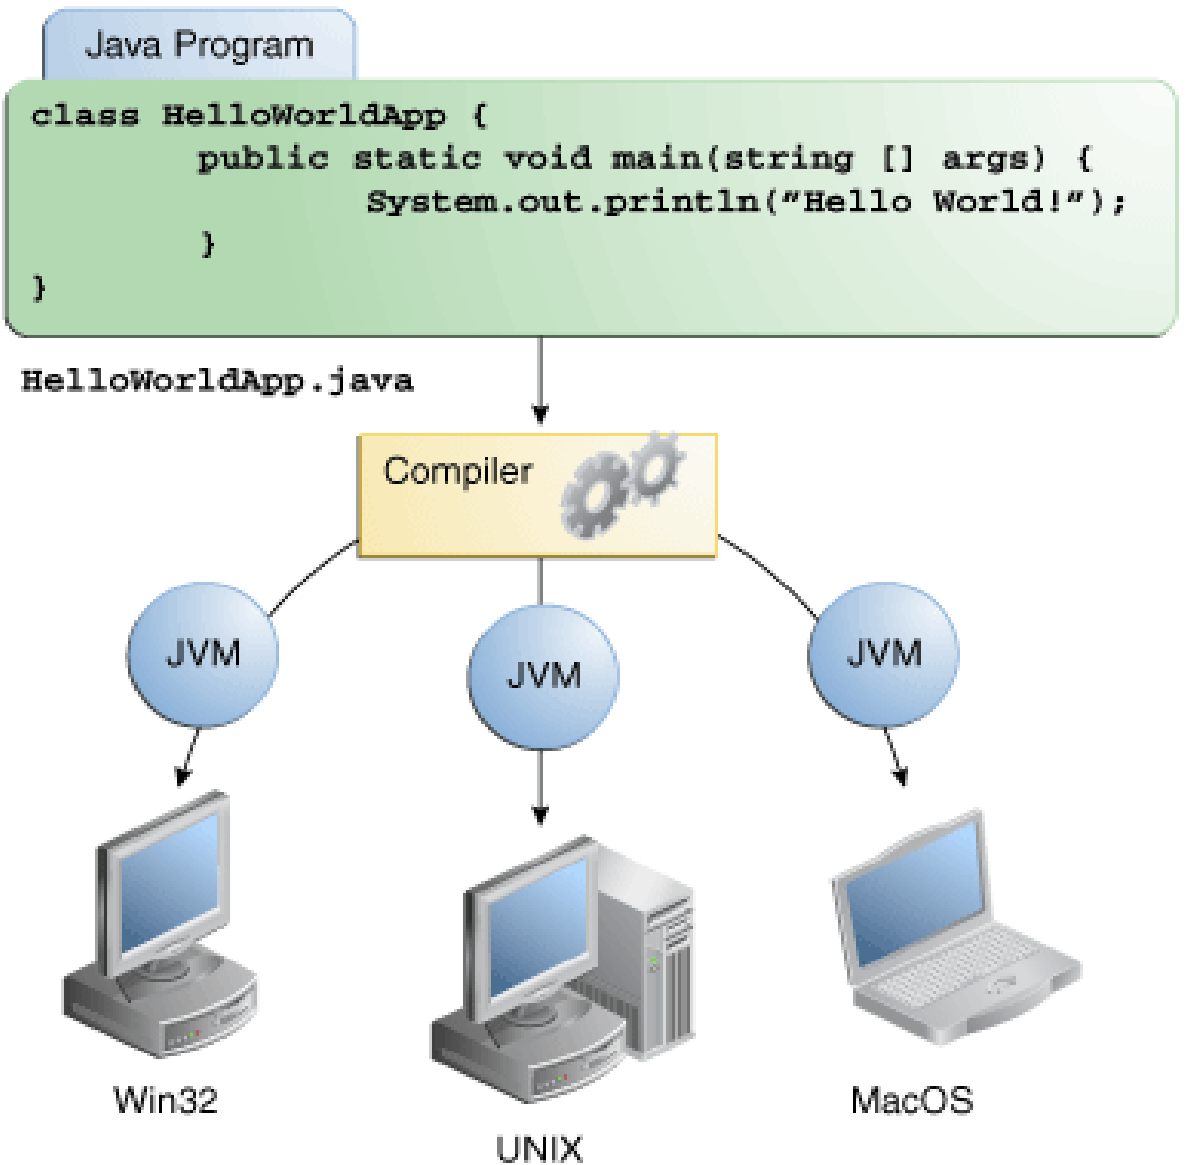 Java Program
class HelloWorldApp {
public static void main(string [] args) {
System.out.println("Hello World!");
}
}
HelloWorldApp.java
Compiler
JVM
JVM
JVM
Win32
UNIX
MacOS